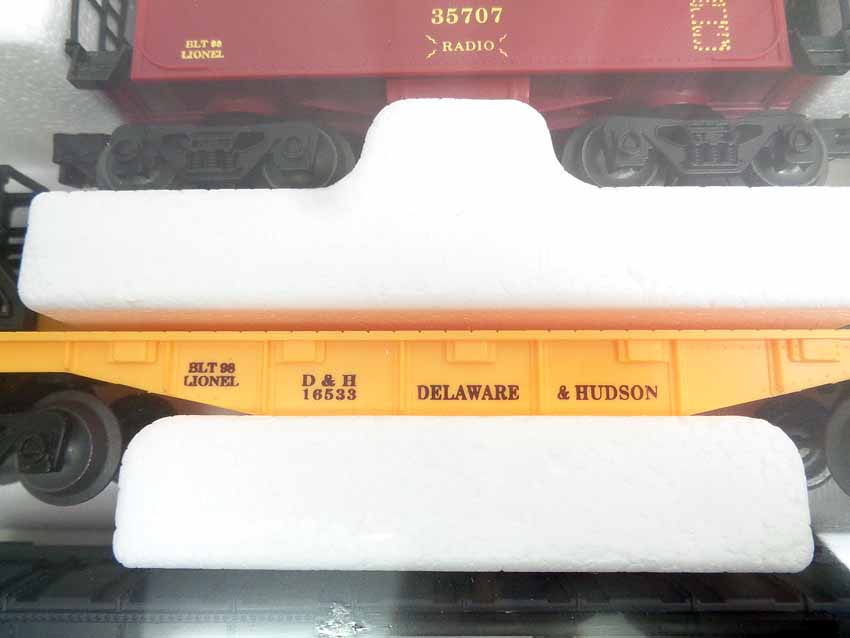 35707
RADIO
BLT 98
LIONEL
BLT 98
LIONEL
D & H
16533
DELAWARE & HUDSON